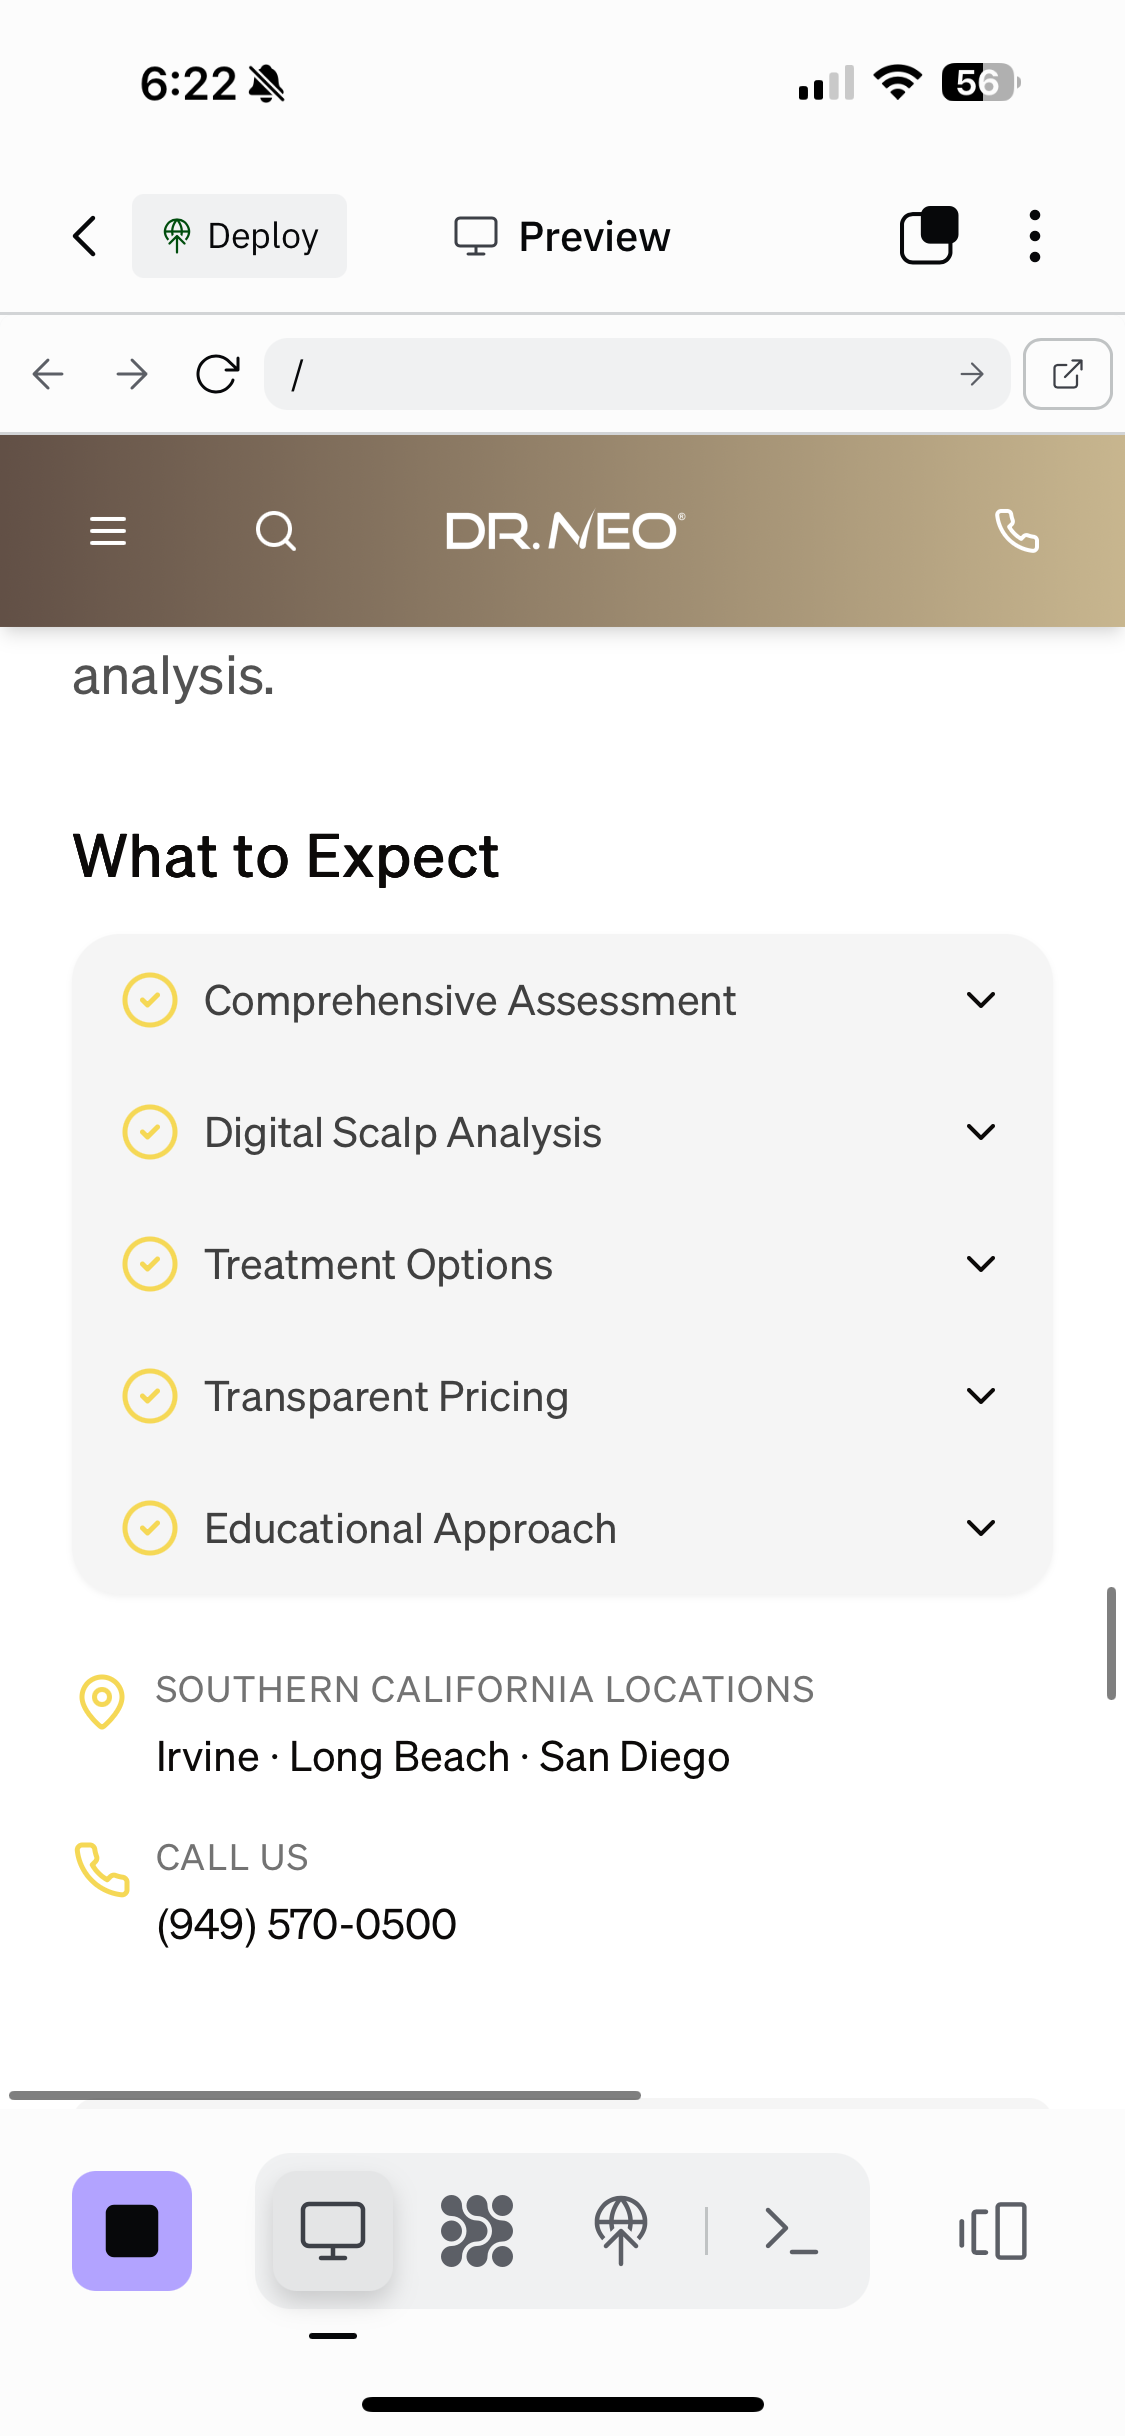 6:22
56
Deploy
Preview
/
DR. NEO®
analysis.
What to Expect
Comprehensive Assessment
Digital Scalp Analysis
Treatment Options
Transparent Pricing
Educational Approach
SOUTHERN CALIFORNIA LOCATIONS
Irvine · Long Beach · San Diego
CALL US
(949) 570-0500